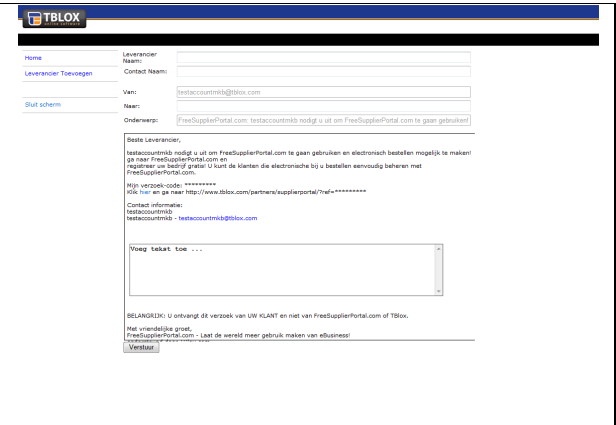 TBLOX
online software
Home
Leverancier Toevoegen
Sluit scherm
Leverancier
Naam:
Contact Naam:
Van: testaccountmkb@tblox.com
Naar:
Onderwerp: FreeSupplierPortal.com: testaccountmkb nodigt u uit om FreeSupplierPortal.com te gaan gebruiken!
Beste Leverancier,
testaccountmkb nodigt u uit om FreeSupplierPortal.com te gaan gebruiken en electronisch bestellen mogelijk te maken!
ga naar FreeSupplierPortal.com en
registreer uw bedrijf gratis! U kunt de klanten die electronische bij u bestellen eenvoudig beheren met
FreeSupplierPortal.com.
Mijn verzoek-code: *********
Klik hier en ga naar http://www.tblox.com/partners/supplierportal/?ref=*********
Contact informatie:
testaccountmkb
testaccountmkb - testaccountmkb@tblox.com
Voeg tekst toe ...
BELANGRIJK: U ontvangt dit verzoek van UW KLANT en niet van FreeSupplierPortal.com of TBlox.
Met vriendelijke groet,
FreeSupplierPortal.com - Laat de wereld meer gebruik maken van eBusiness!
Verstuur